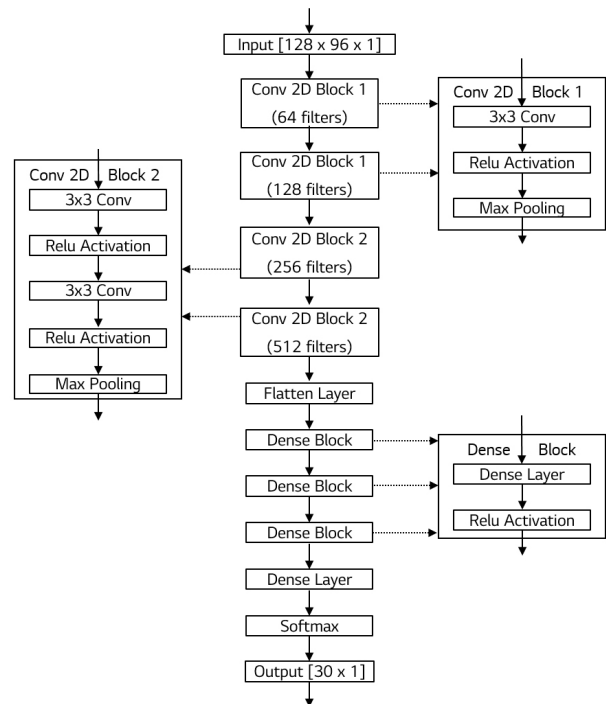 Input [128 x 96 x 1]
Conv 2D Block 1
(64 filters)
Conv 2D Block 1
(128 filters)
Conv 2D Block 2
(256 filters)
Conv 2D Block 2
(512 filters)
Flatten Layer
Dense Block
Dense Block
Dense Block
Dense Layer
Softmax
Output [30 x 1]
Conv 2D Block 1
3x3 Conv
Relu Activation
Max Pooling
Conv 2D Block 2
3x3 Conv
Relu Activation
3x3 Conv
Relu Activation
Max Pooling
Dense Block
Dense Layer
Relu Activation